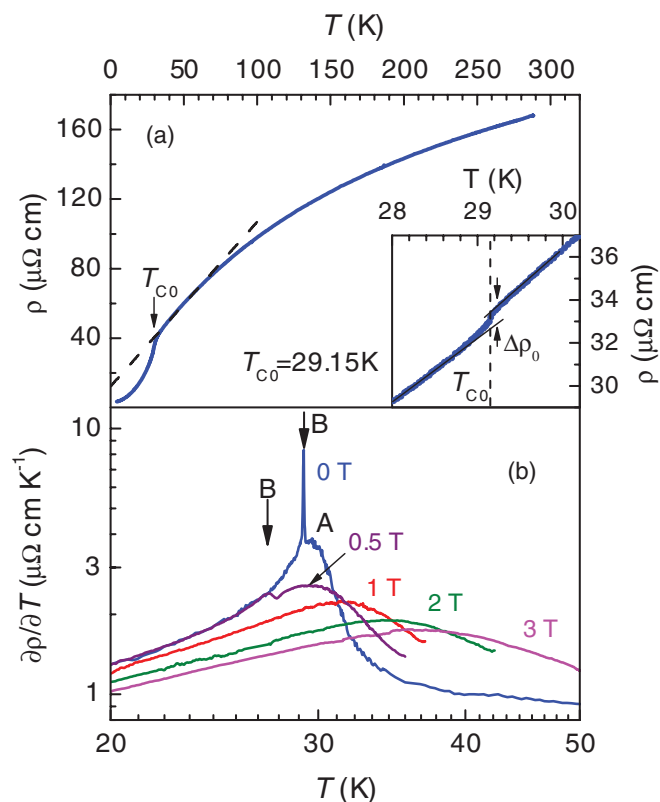 T (K)
0 50 100 150 200 250 300
160
120
80
40
ρ (μΩ cm)
(a)
T_C0
T_C0=29.15K
T (K)
28 29 30
36
34
32
30
ρ (μΩ cm)
Δρ_0
T_C0
10
3
1
∂ρ/∂T (μΩ cm K⁻¹)
B
0 T
(b)
B
A
0.5 T
1 T
2 T
3 T
20 30 40 50
T (K)